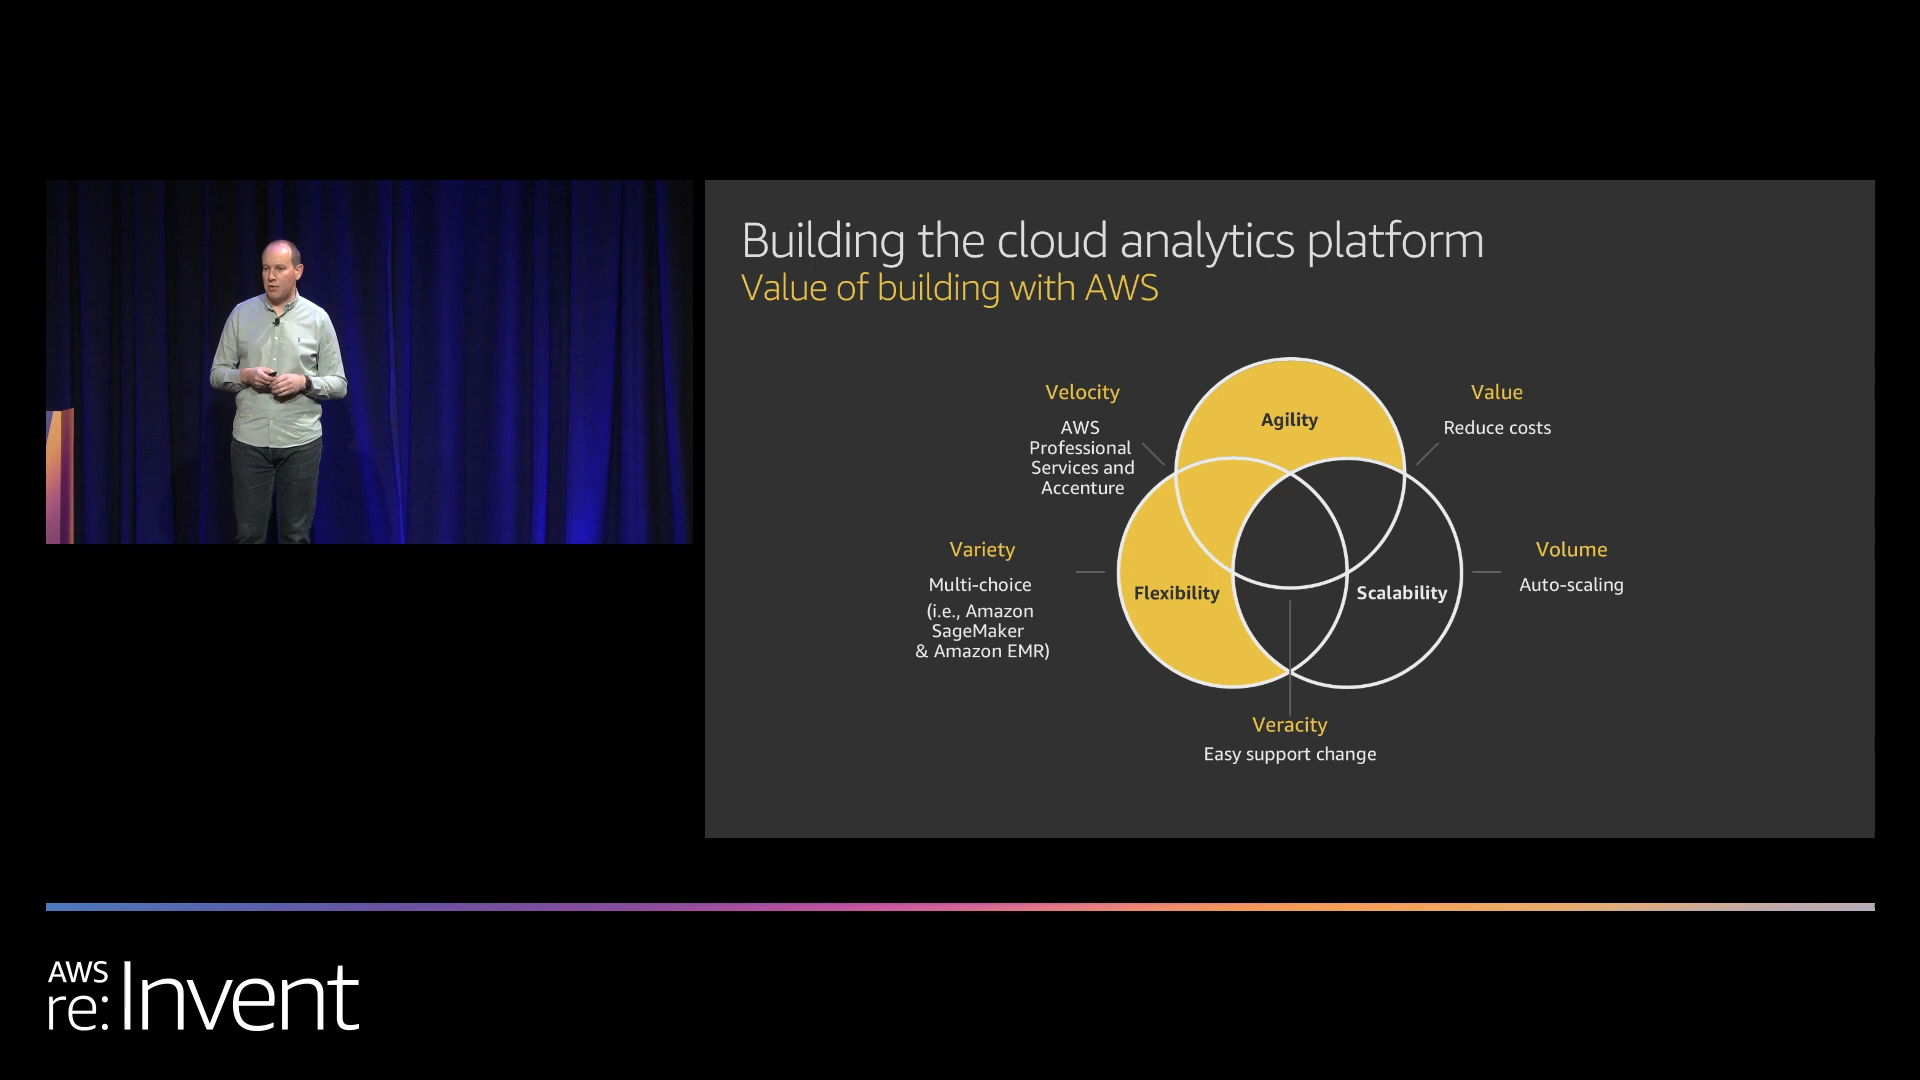 Building the cloud analytics platform
Value of building with AWS
Velocity
AWS
Professional
Services and
Accenture
Agility
Value
Reduce costs
Variety
Multi-choice
(i.e., Amazon
SageMaker
& Amazon EMR)
Flexibility
Scalability
Volume
Auto-scaling
Veracity
Easy support change
AWS
re:Invent